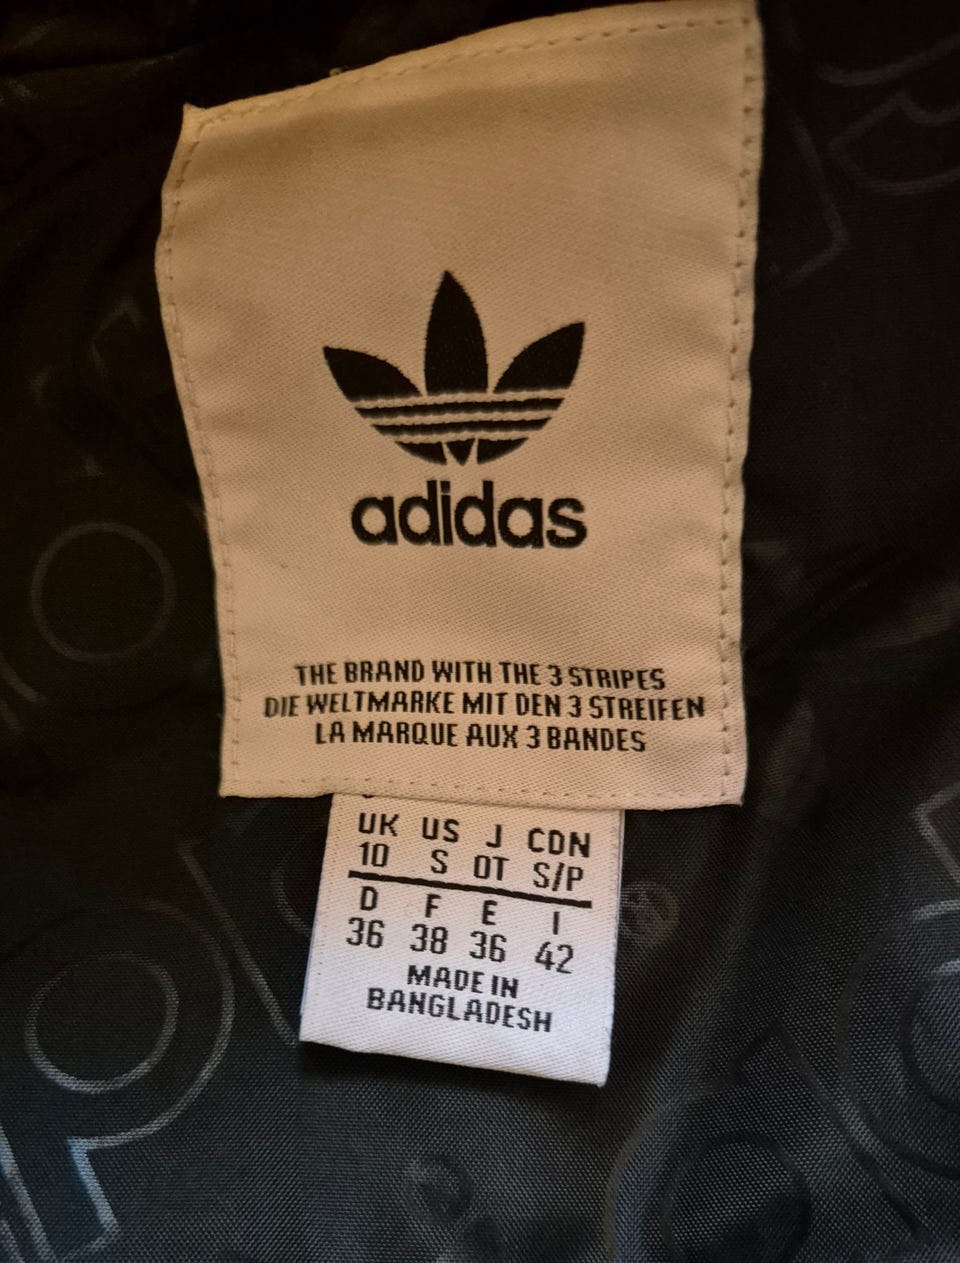 adidas
THE BRAND WITH THE 3 STRIPES
DIE WELTMARKE MIT DEN 3 STREIFEN
LA MARQUE AUX 3 BANDES
UK US J CDN
10 S OT S/P
D F E I
36 38 36 42
MADE IN
BANGLADESH